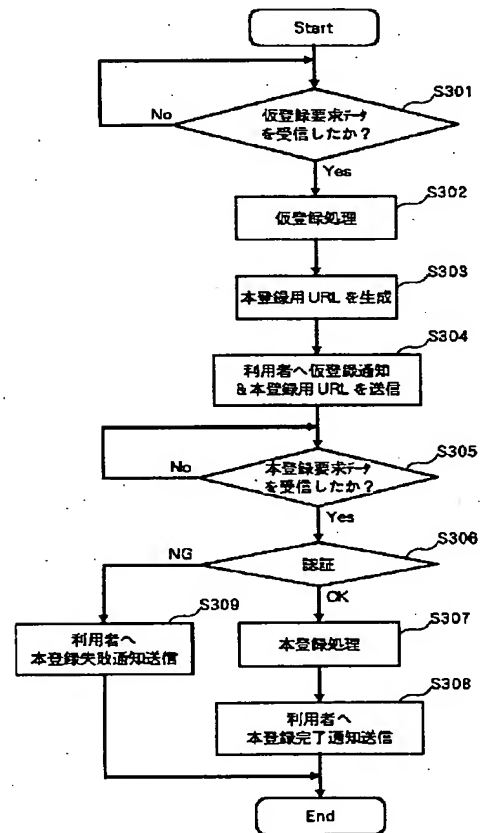 Start
S301
仮登録要求データ
を受信したか？
No
Yes
S302
仮登録処理
S303
本登録用URLを生成
S304
利用者へ仮登録通知
&本登録用URLを送信
S305
本登録要求データ
を受信したか？
No
Yes
S306
認証
NG
OK
S309
利用者へ
本登録失敗通知送信
S307
本登録処理
S308
利用者へ
本登録完了通知送信
End